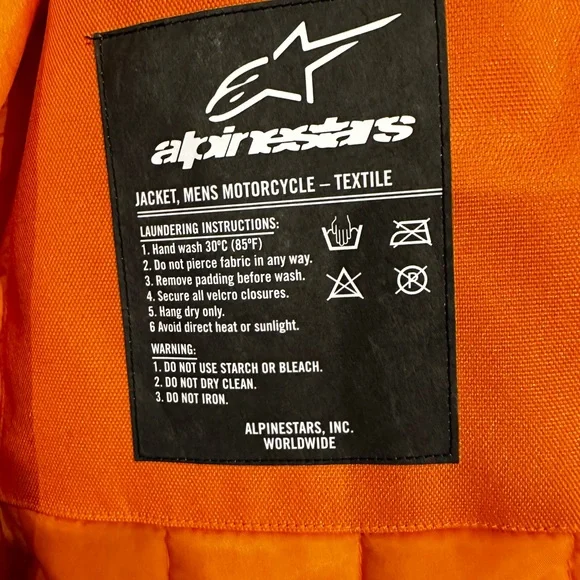 alpinestars
JACKET, MENS MOTORCYCLE – TEXTILE
LAUNDERING INSTRUCTIONS:
1. Hand wash 30°C (85°F)
2. Do not pierce fabric in any way.
3. Remove padding before wash.
4. Secure all velcro closures.
5. Hang dry only.
6 Avoid direct heat or sunlight.
P
WARNING:
1. DO NOT USE STARCH OR BLEACH.
2. DO NOT DRY CLEAN.
3. DO NOT IRON.
ALPINESTARS, INC.
WORLDWIDE